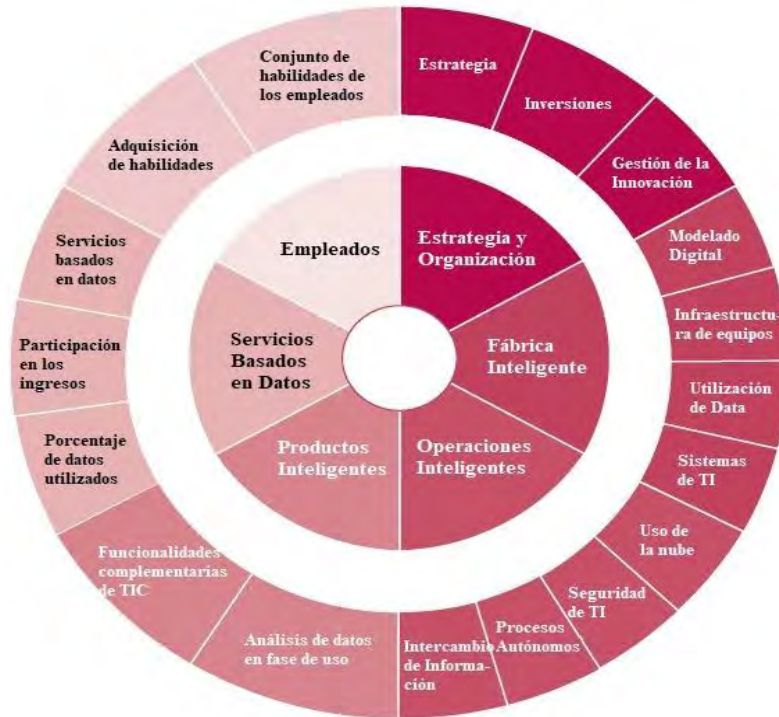 Estrategia
Inversiones
Gestión de la
Innovación
Modelado
Digital
Infraestructu-
ra de equipos
Utilización
de Data
Sistemas
de TI
Uso de
la nube
Seguridad
de TI
Procesos
Autónomos
Intercambio
de Informa-
ción
Análisis de datos
en fase de uso
Funcionalidades
complementarias
de TIC
Porcentaje
de datos
utilizados
Participación
en los
ingresos
Servicios
basados
en datos
Adquisición
de habilidades
Conjunto de
habilidades de
los empleados
Estrategia y
Organización
Fábrica
Inteligente
Operaciones
Inteligentes
Productos
Inteligentes
Servicios
Basados
en Datos
Empleados